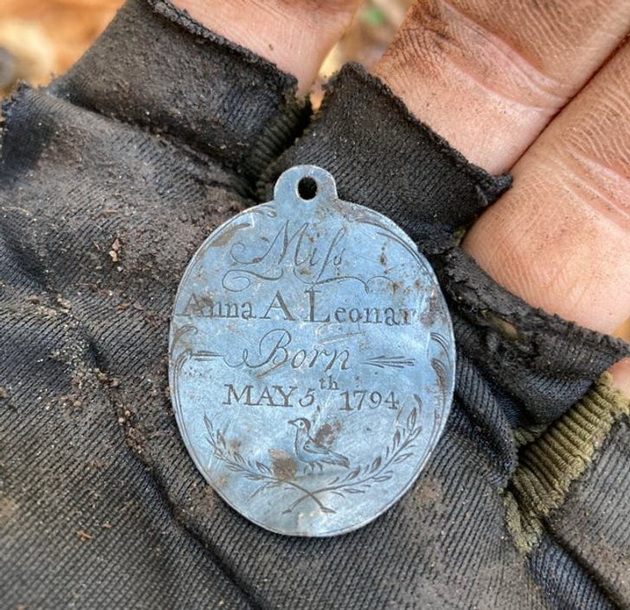 Miſs
Anna A Leonar
Born
MAY 5th 1794